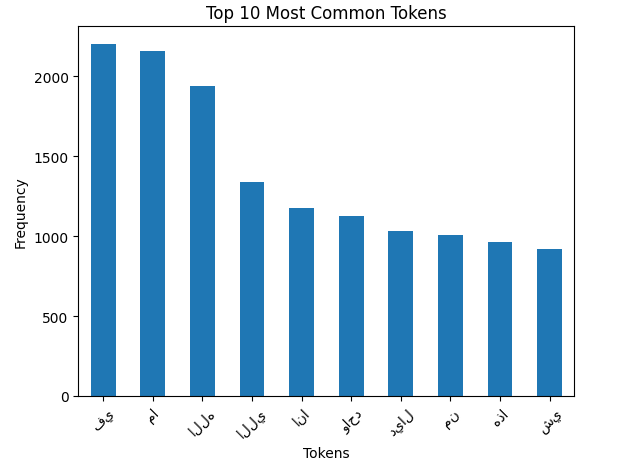 Top 10 Most Common Tokens
Frequency
2000
1500
1000
500
0
في
ما
الله
اللي
انا
واحد
ديال
من
هذا
شي
Tokens